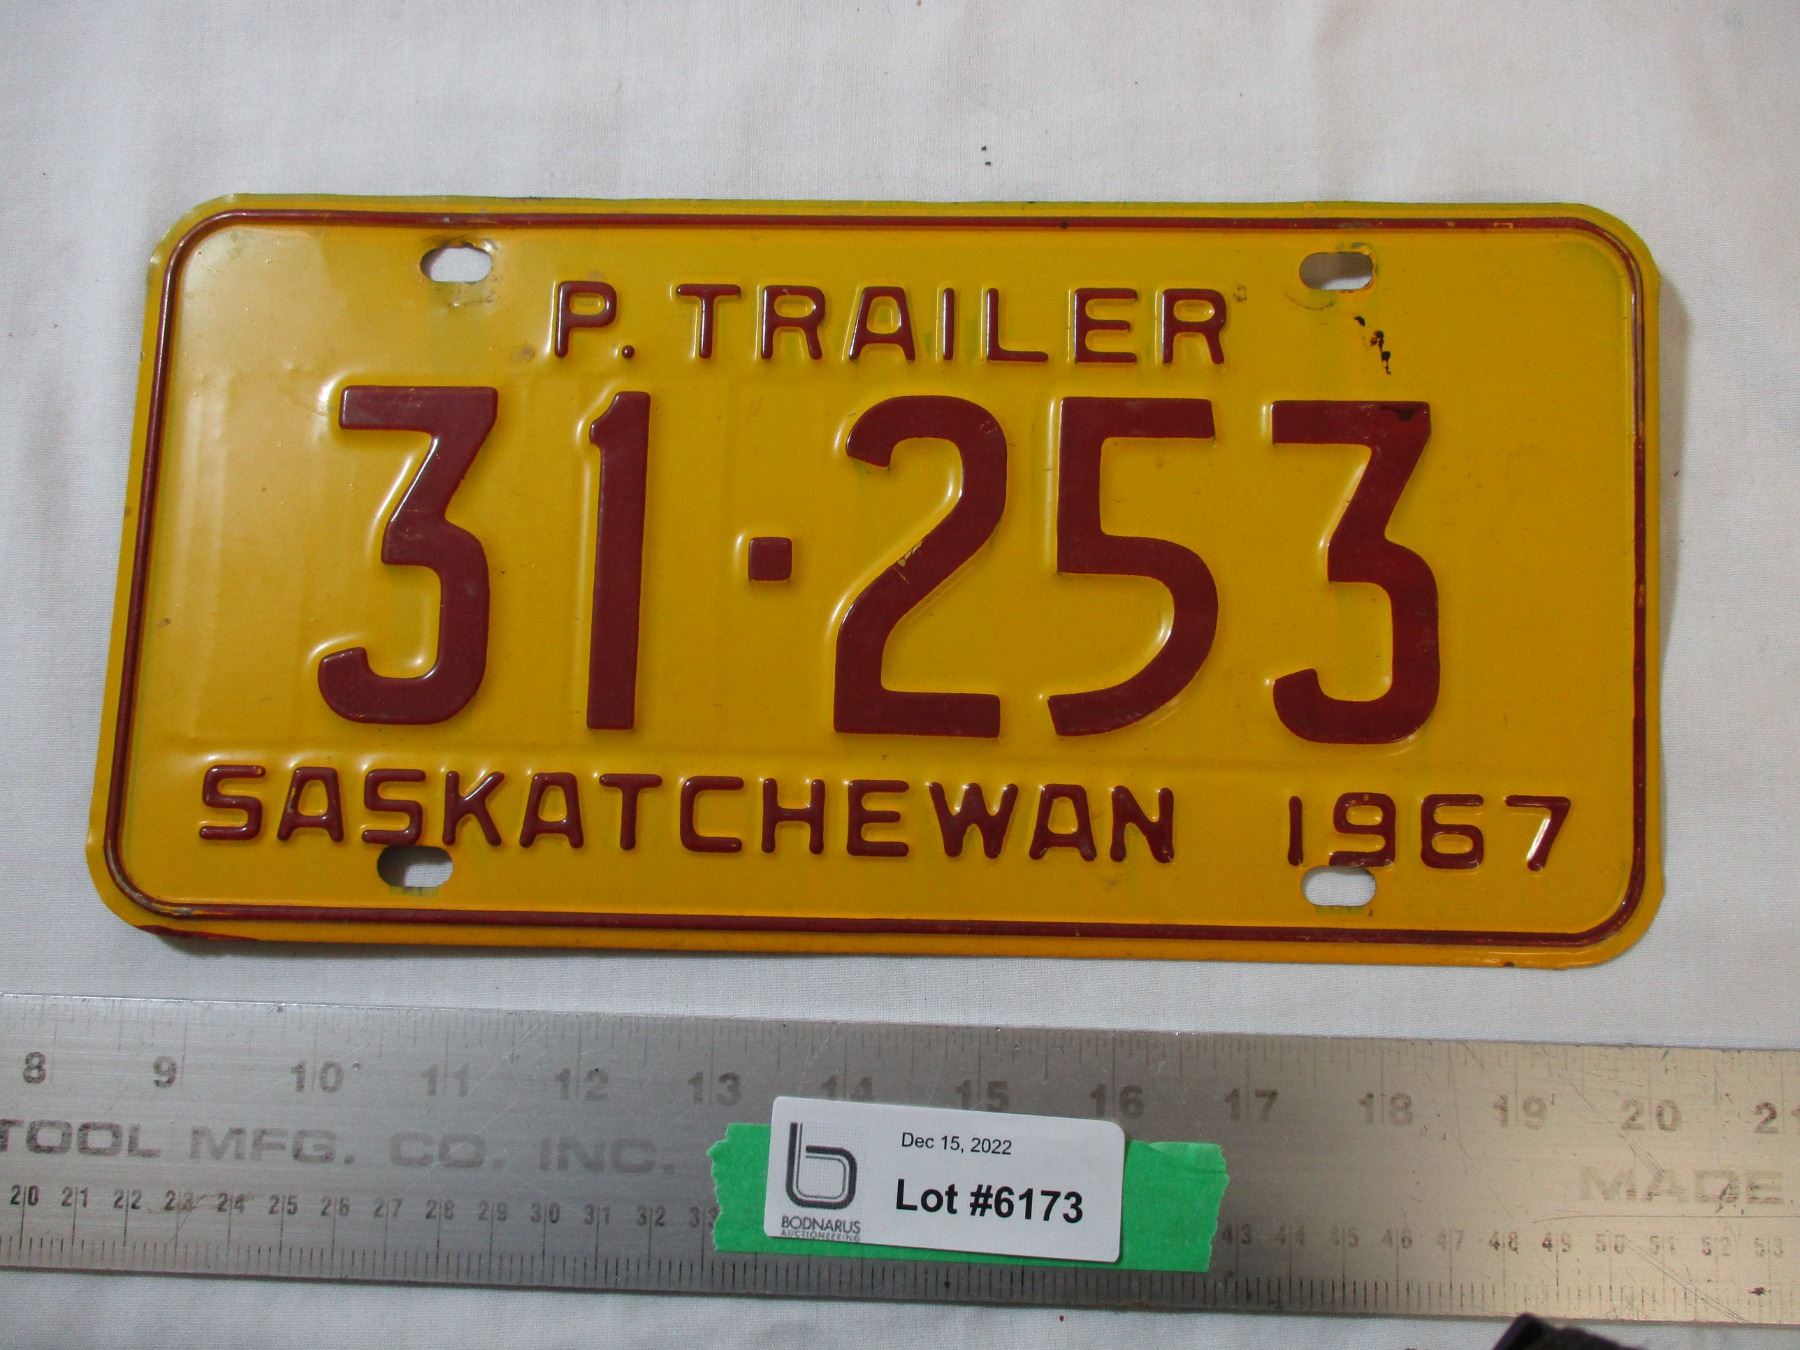 P. TRAILER
31·253
SASKATCHEWAN 1967
8 9 10 11 12 13 14 15 16 17 18 19 20 21
TOOL MFG. CO. INC. MADE
20 21 22 23 24 25 26 27 28 29 30 31 32 33 43 44 45 46 47 48 49 50 51 52 53
Dec 15, 2022
Lot #6173
BODNARUS
AUCTIONEERING